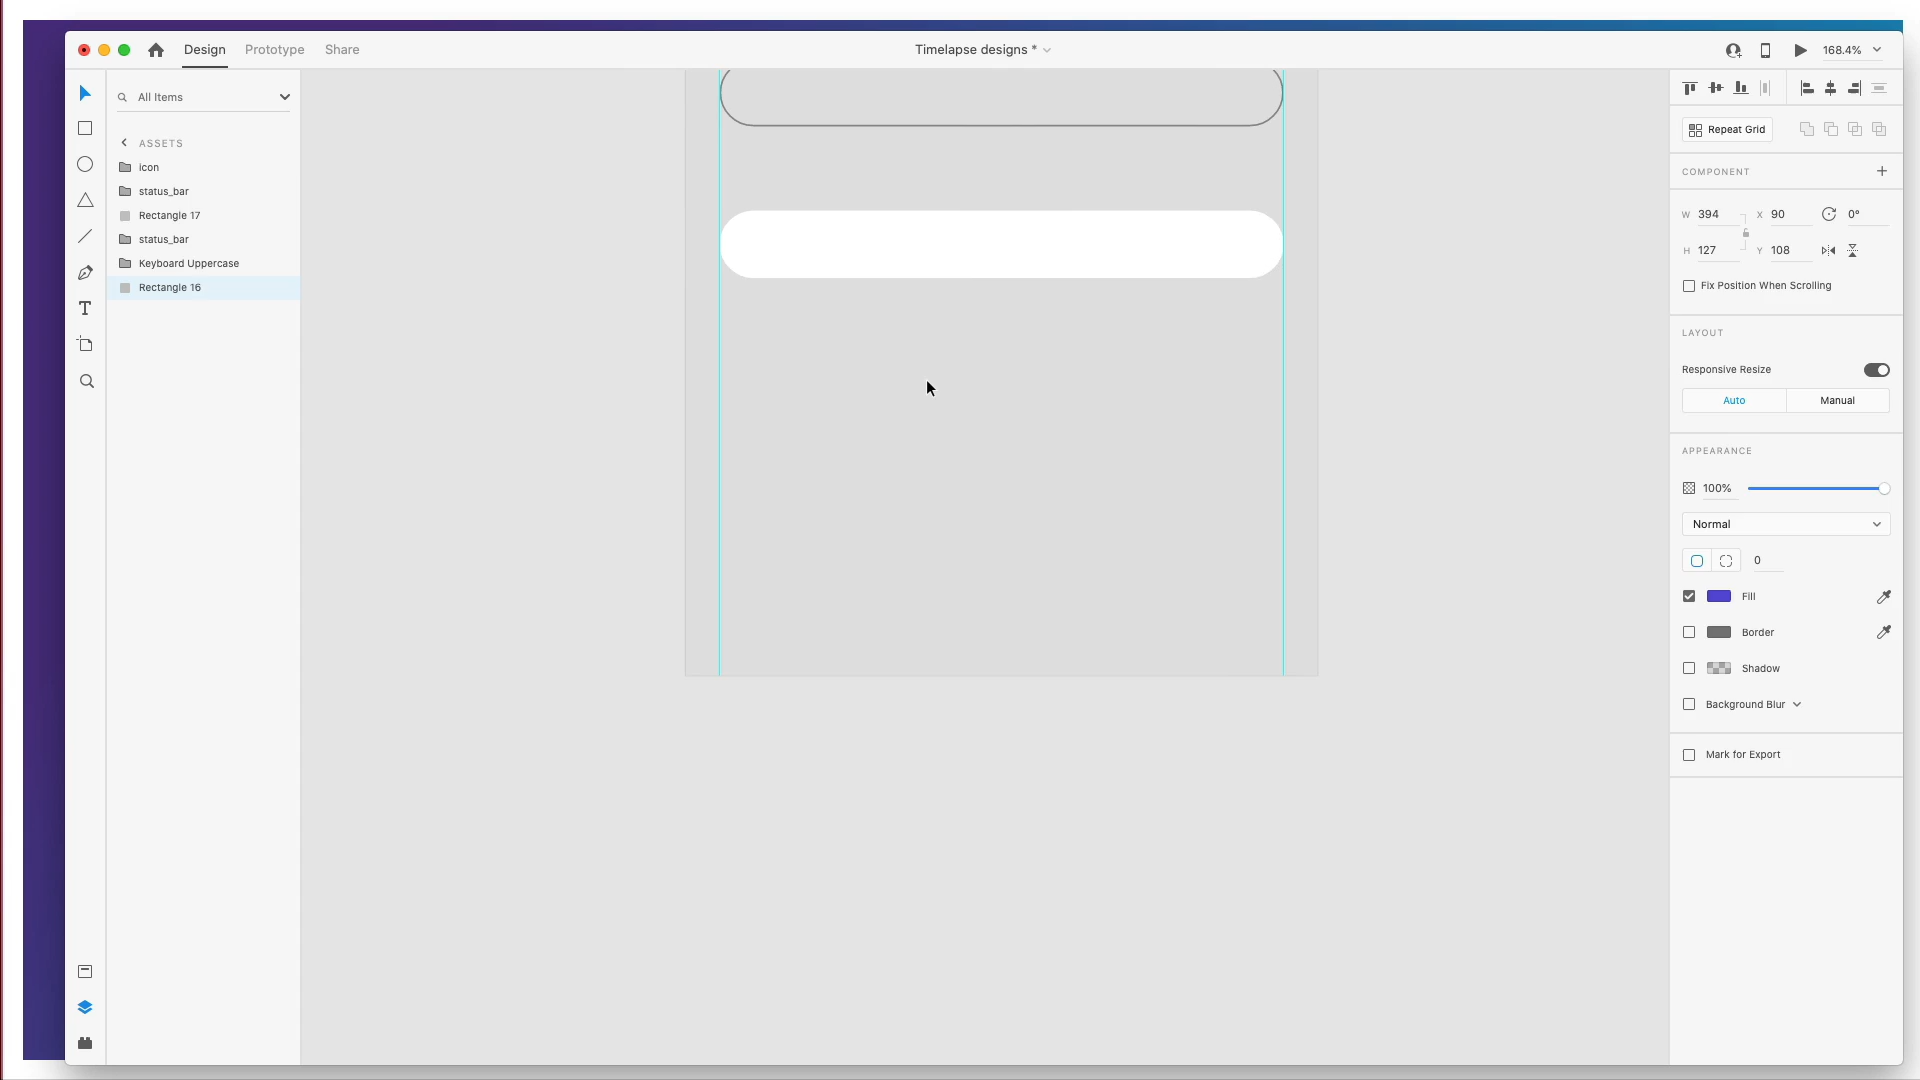 Design Prototype Share Timelapse designs * 168.4%
All Items
ASSETS
icon
status_bar
Rectangle 17
status_bar
Keyboard Uppercase
Rectangle 16
Repeat Grid
COMPONENT
W 394 X 90 0°
H 127 Y 108
Fix Position When Scrolling
LAYOUT
Responsive Resize
Auto Manual
APPEARANCE
100%
Normal
0
Fill
Border
Shadow
Background Blur
Mark for Export